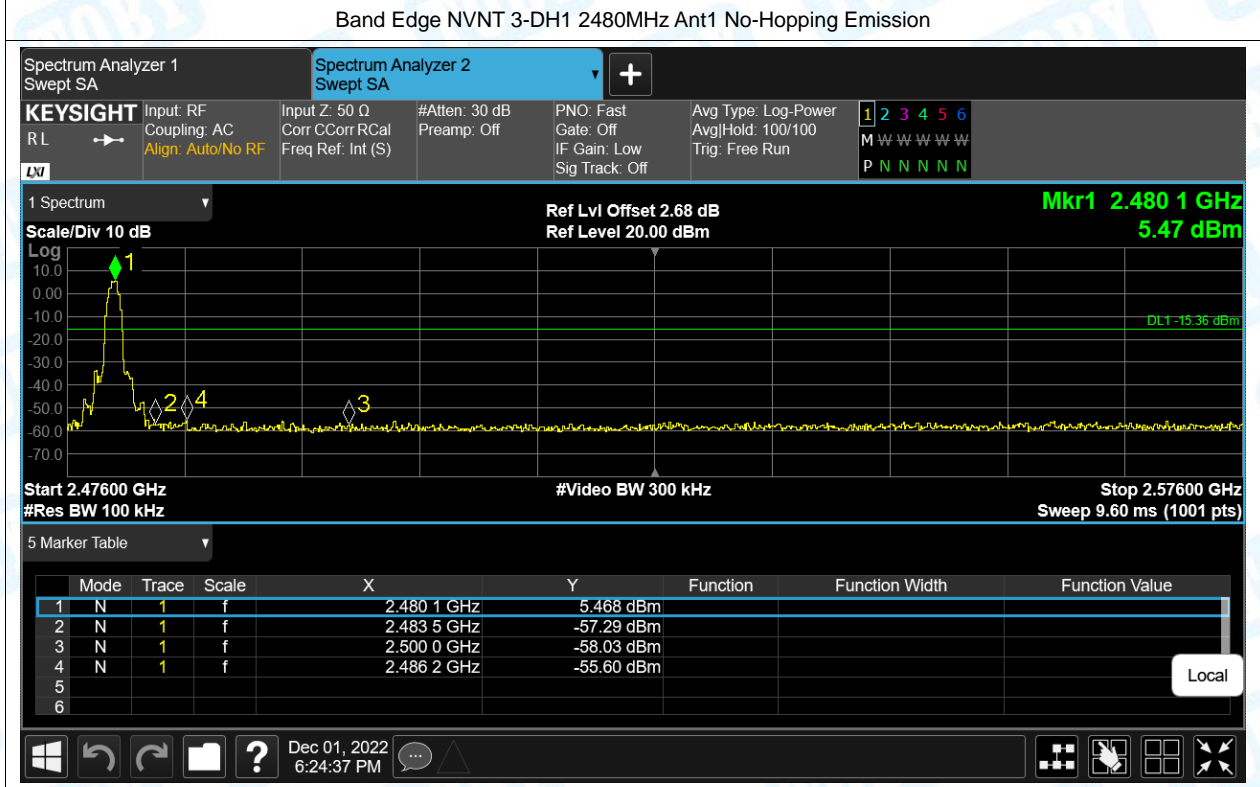 Band Edge NVNT 3-DH1 2480MHz Ant1 No-Hopping Emission
Spectrum Analyzer 1
Swept SA
Spectrum Analyzer 2
Swept SA
+
KEYSIGHT
R L
LXI
Input: RF
Coupling: AC
Align: Auto/No RF
Input Z: 50 Ω
Corr CCorr RCal
Freq Ref: Int (S)
#Atten: 30 dB
Preamp: Off
PNO: Fast
Gate: Off
IF Gain: Low
Sig Track: Off
Avg Type: Log-Power
Avg|Hold: 100/100
Trig: Free Run
1 2 3 4 5 6
M W W W W W
P N N N N N
1 Spectrum
Scale/Div 10 dB
Ref Lvl Offset 2.68 dB
Ref Level 20.00 dBm
Mkr1 2.480 1 GHz
5.47 dBm
Log
10.0
0.00
-10.0
-20.0
-30.0
-40.0
-50.0
-60.0
-70.0
1
2
4
3
DL1 -15.36 dBm
Start 2.47600 GHz
#Res BW 100 kHz
#Video BW 300 kHz
Stop 2.57600 GHz
Sweep 9.60 ms (1001 pts)
5 Marker Table
Mode Trace Scale X Y Function Function Width Function Value
1 N 1 f 2.480 1 GHz 5.468 dBm
2 N 1 f 2.483 5 GHz -57.29 dBm
3 N 1 f 2.500 0 GHz -58.03 dBm
4 N 1 f 2.486 2 GHz -55.60 dBm
5
6
Local
?
Dec 01, 2022
6:24:37 PM